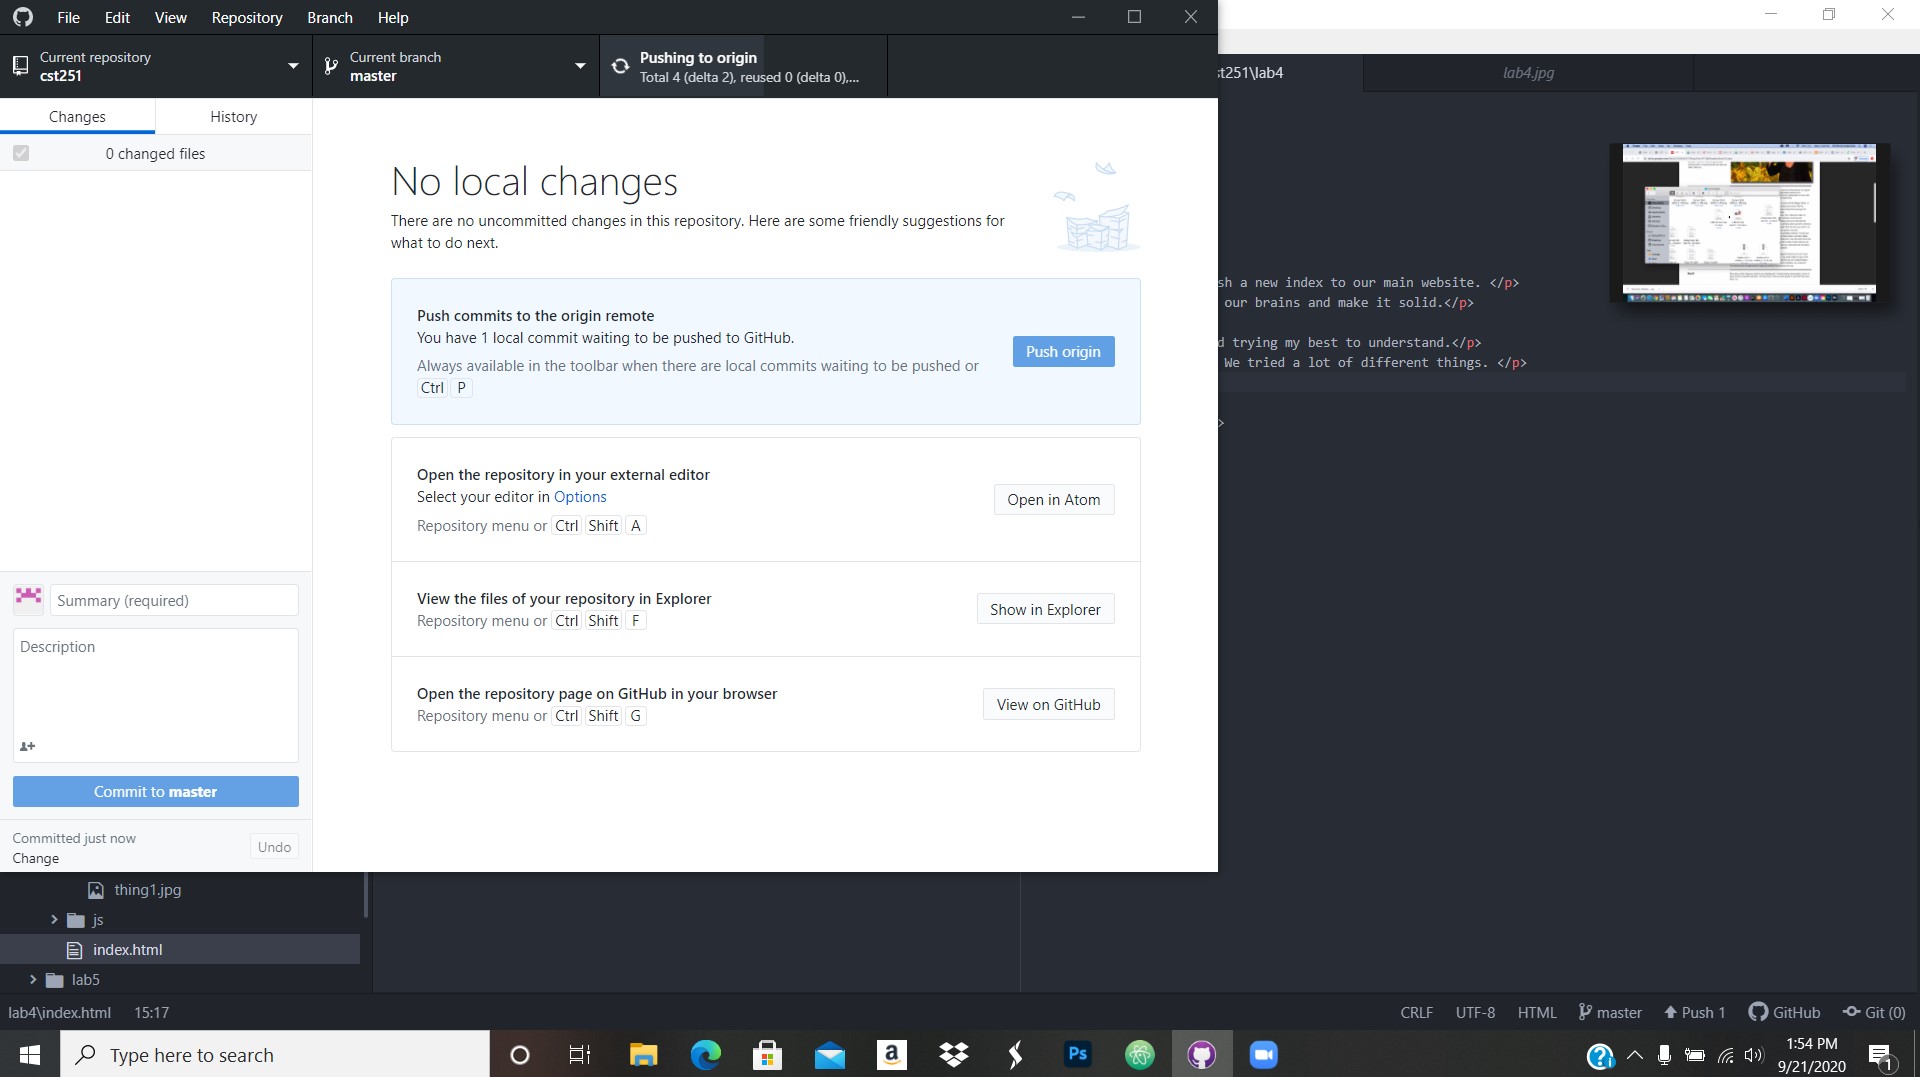 File Edit View Repository Branch Help
Current repository
cst251
Current branch
master
Pushing to origin
Total 4 (delta 2), reused 0 (delta 0),...
Changes History
0 changed files
No local changes
There are no uncommitted changes in this repository. Here are some friendly suggestions for
what to do next.
Push commits to the origin remote
You have 1 local commit waiting to be pushed to GitHub.
Always available in the toolbar when there are local commits waiting to be pushed or
Ctrl P
Push origin
Open the repository in your external editor
Select your editor in Options
Repository menu or Ctrl Shift A
Open in Atom
View the files of your repository in Explorer
Repository menu or Ctrl Shift F
Show in Explorer
Open the repository page on GitHub in your browser
Repository menu or Ctrl Shift G
View on GitHub
Summary (required)
Description
Commit to master
Committed just now
Change
Undo
st251\lab4
lab4.jpg
sh a new index to our main website. </p>
our brains and make it solid.</p>
d trying my best to understand.</p>
We tried a lot of different things. </p>
>
thing1.jpg
js
index.html
lab5
lab4\index.html 15:17
CRLF UTF-8 HTML master Push 1 GitHub Git (0)
Type here to search
a
Ps
1:54 PM
9/21/2020
1